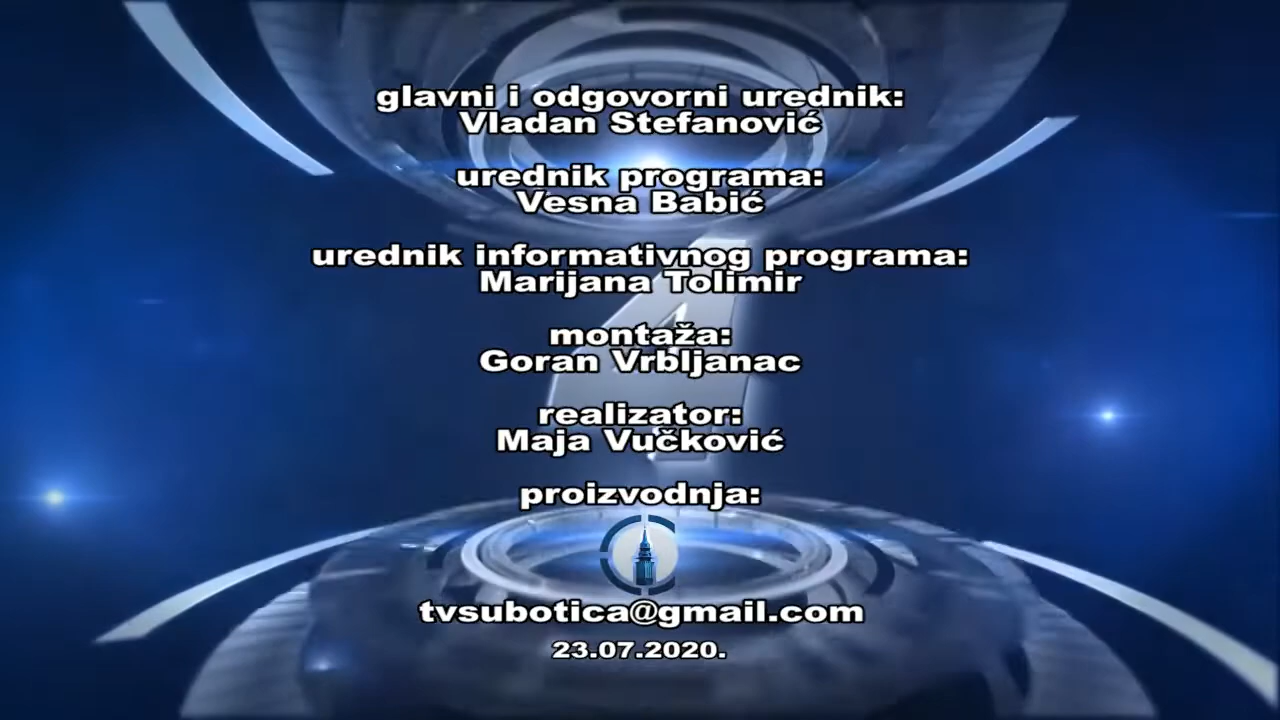 glavni i odgovorni urednik:
Vladan Stefanović
urednik programa:
Vesna Babić
urednik informativnog programa:
Marijana Tolimir
montaža:
Goran Vrbljanac
realizator:
Maja Vučković
proizvodnja:
tvsubotica@gmail.com
23.07.2020.